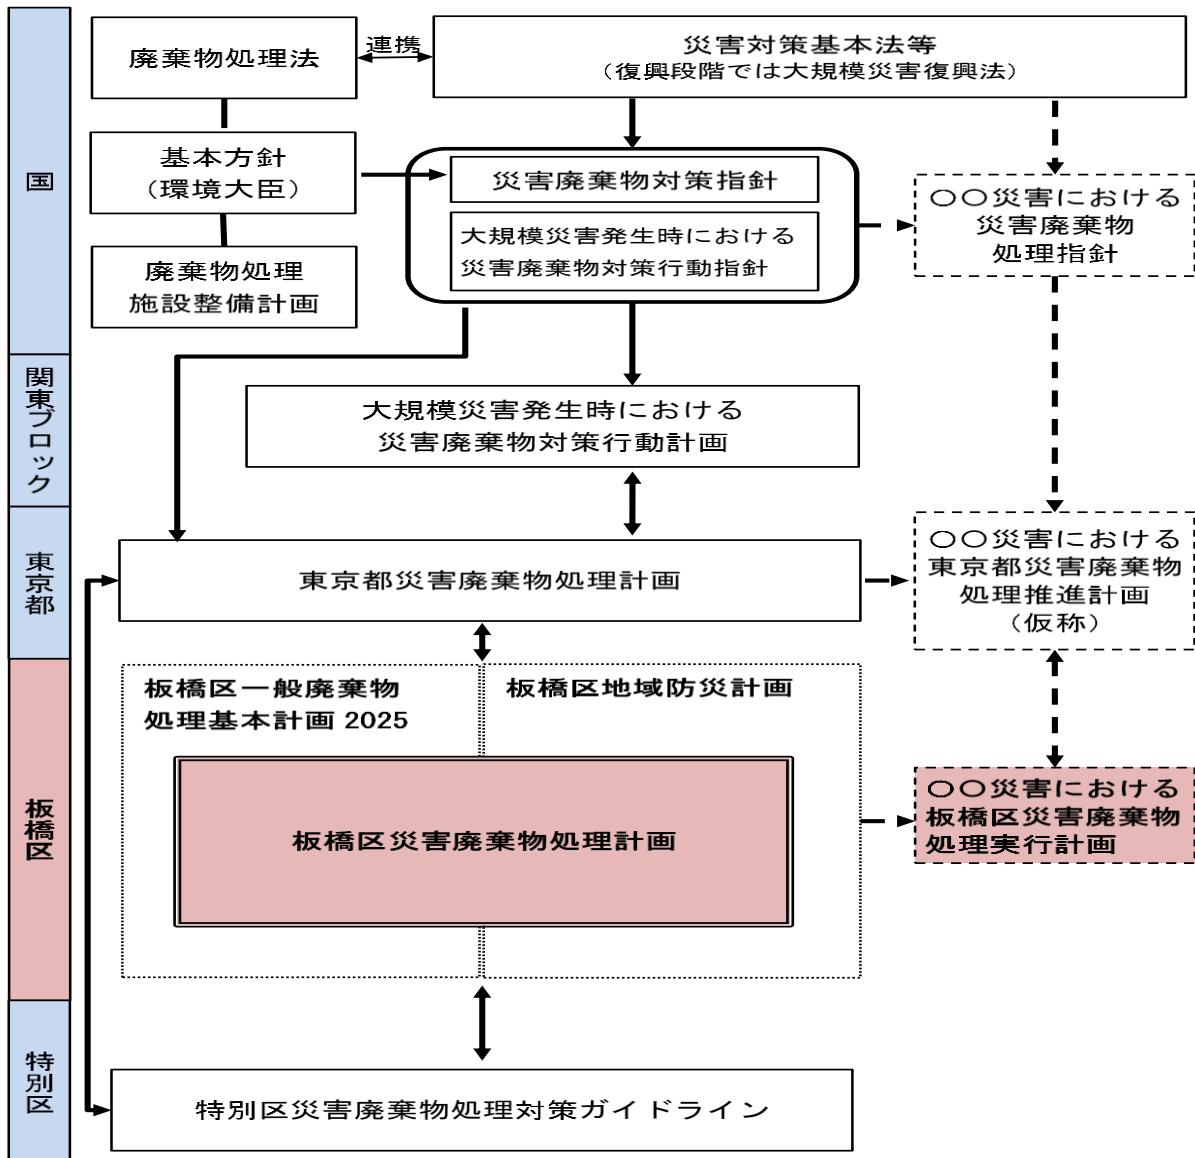 国
廃棄物処理法
連携
災害対策基本法等
（復興段階では大規模災害復興法）
基本方針
（環境大臣）
災害廃棄物対策指針
大規模災害発生時における
災害廃棄物対策行動指針
〇〇災害における
災害廃棄物
処理指針
廃棄物処理
施設整備計画
関東ブロック
大規模災害発生時における
災害廃棄物対策行動計画
東京都
東京都災害廃棄物処理計画
〇〇災害における
東京都災害廃棄物
処理推進計画
（仮称）
板橋区
板橋区一般廃棄物
処理基本計画 2025
板橋区地域防災計画
板橋区災害廃棄物処理計画
〇〇災害における
板橋区災害廃棄物
処理実行計画
特別区
特別区災害廃棄物処理対策ガイドライン